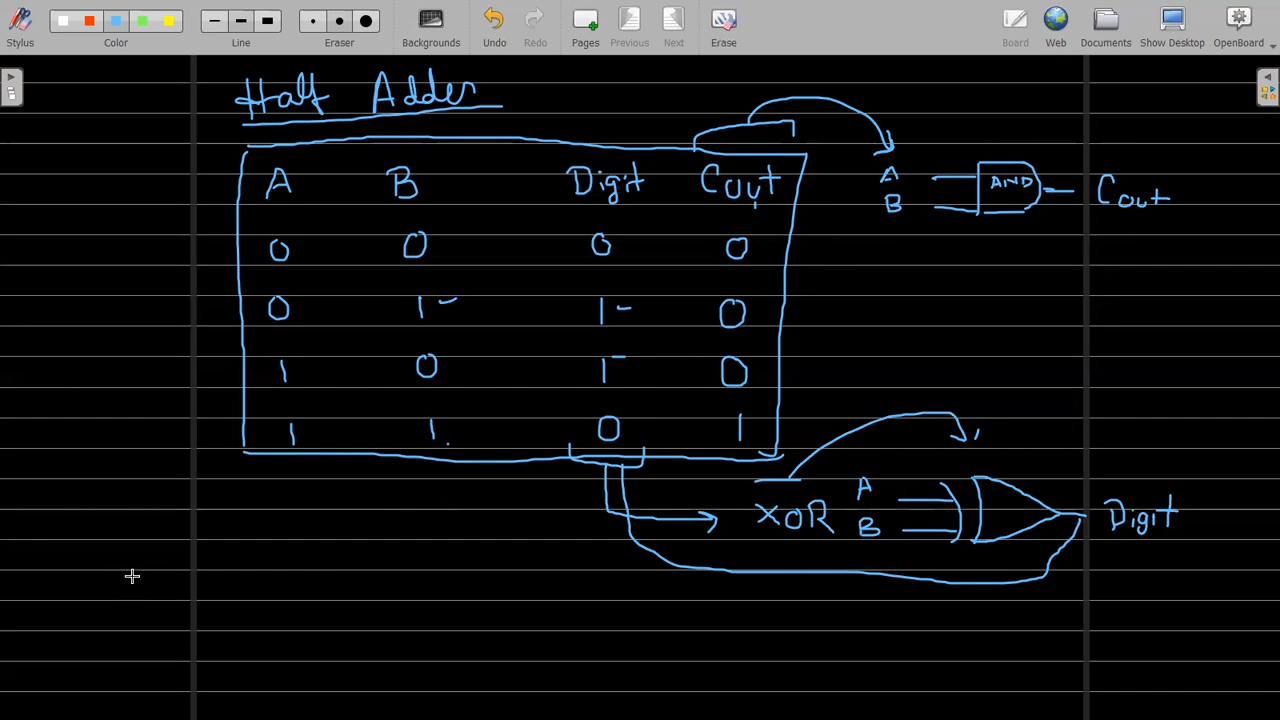 Stylus Color Line Eraser Backgrounds Undo Redo Pages Previous Next Erase Board Web Documents Show Desktop OpenBoard
Half Adder
A B Digit Cout
0 0 0 0
0 1 1 0
1 0 1 0
1 1 0 1
A
B
AND
Cout
XOR
A
B
Digit